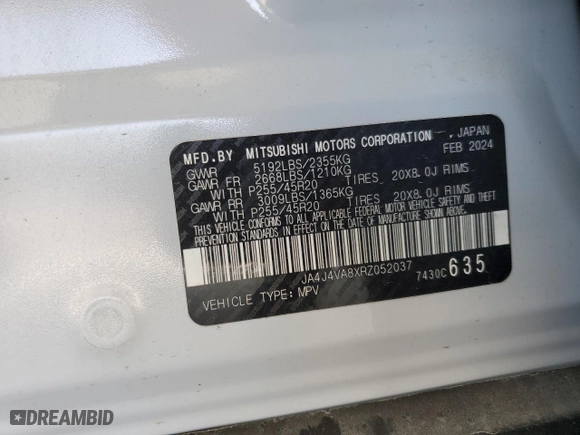 MFD.BY MITSUBISHI MOTORS CORPORATION JAPAN
GVWR 5192LBS/2355KG FEB 2024
GAWR FR 2668LBS/1210KG
WITH P255/45R20 TIRES 20X8.0J RIMS
GAWR RR 3009LBS/1365KG
WITH P255/45R20 TIRES 20X8.0J RIMS
THIS VEHICLE CONFORMS TO ALL APPLICABLE FEDERAL MOTOR VEHICLE SAFETY AND
THEFT PREVENTION STANDARDS IN EFFECT ON THE DATE OF MANUFACTURE SHOWN ABOVE.
JA4J4VA8XRZ052037
VEHICLE TYPE: MPV 7430C 635
DREAMBID